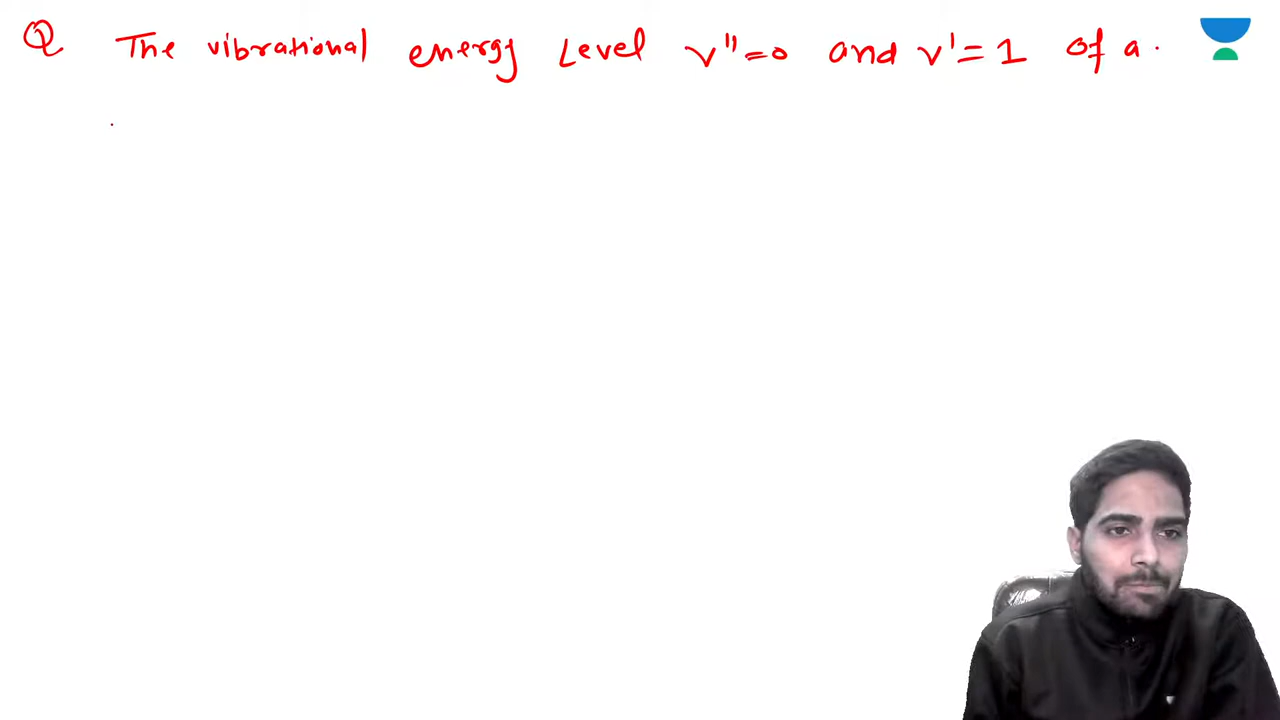 Q The vibrational energy Level v''=0 and v'=1 Of a.